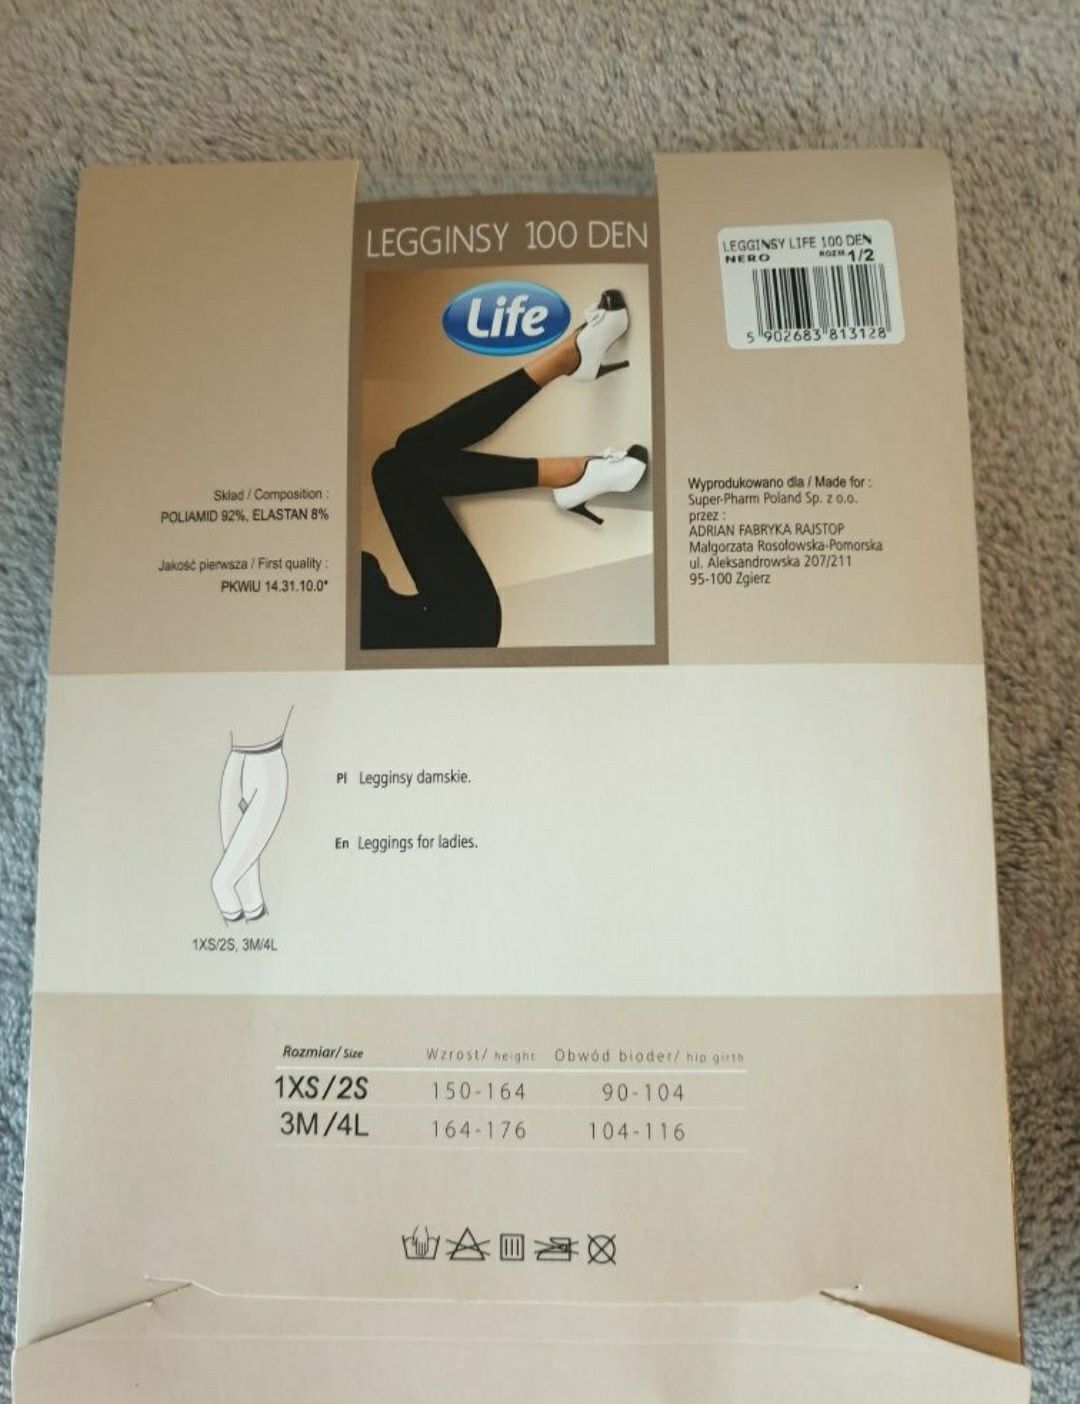 LEGGINSY 100 DEN
Life
LEGGINSY LIFE 100 DEN
NERO ROZM. 1/2
5 902683 813128
Skład / Composition :
POLIAMID 92%, ELASTAN 8%
Jakość pierwsza / First quality :
PKWiU 14.31.10.0*
Wyprodukowano dla / Made for :
Super-Pharm Poland Sp. z o.o.
przez :
ADRIAN FABRYKA RAJSTOP
Małgorzata Rosołowska-Pomorska
ul. Aleksandrowska 207/211
95-100 Zgierz
Pl Legginsy damskie.
En Leggings for ladies.
1XS/2S, 3M/4L
Rozmiar/ Size Wzrost/ height Obwód bioder/ hip girth
1XS/2S 150-164 90-104
3M/4L 164-176 104-116